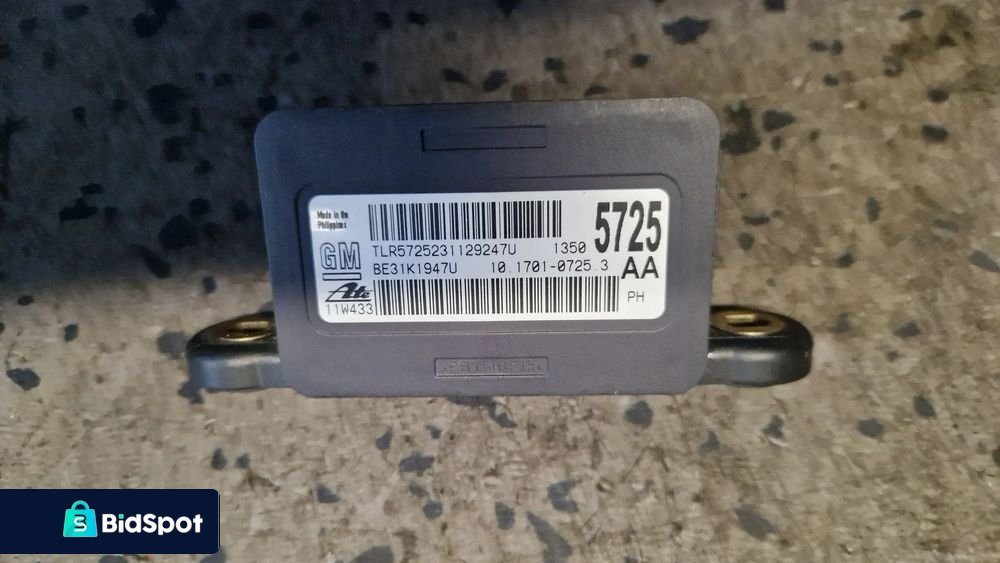 Made in the
Philippines
5725
TLR5725231129247U 1350
GM
BE31K1947U 10.1701-0725.3 AA
Ate
11W433 PH
BidSpot